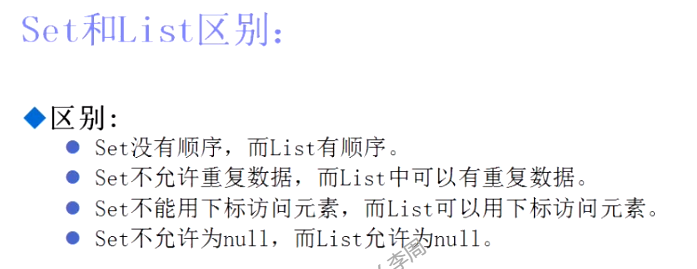 Set和List区别：
区别：
Set没有顺序，而List有顺序。
Set不允许重复数据，而List中可以有重复数据。
Set不能用下标访问元素，而List可以用下标访问元素。
Set不允许为null，而List允许为null。
李周